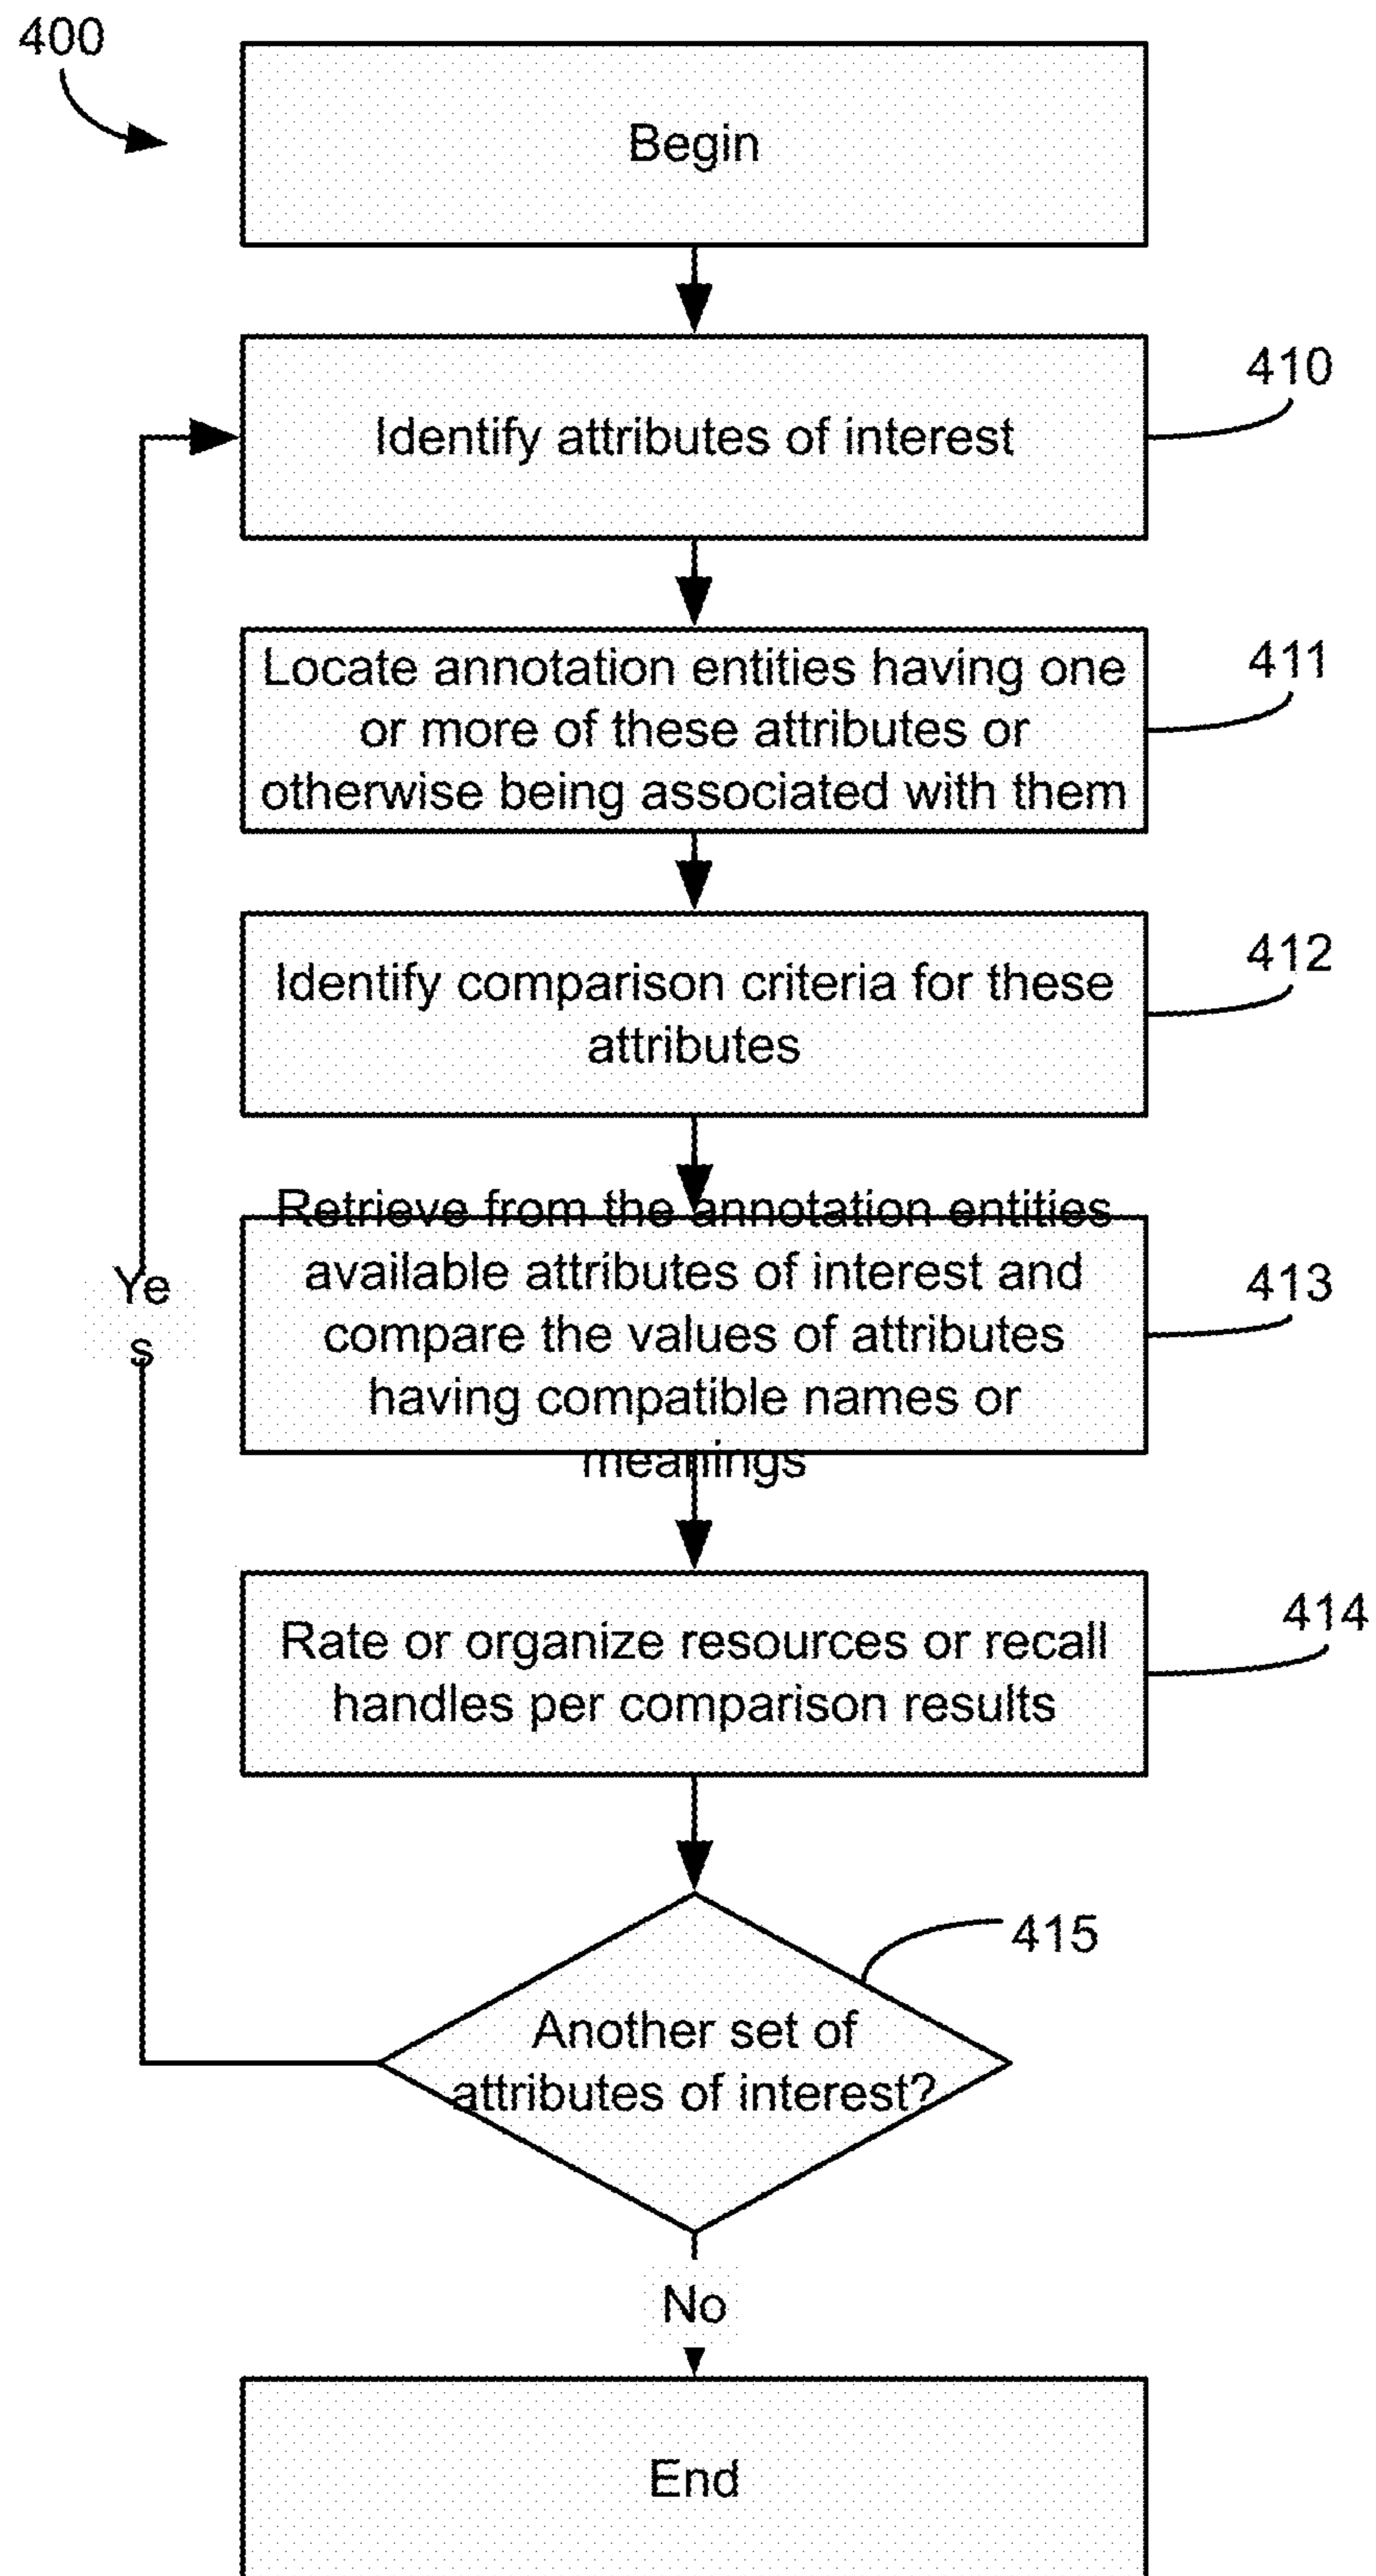 400
Begin
Identify attributes of interest
410
Locate annotation entities having one
or more of these attributes or
otherwise being associated with them
411
Identify comparison criteria for these
attributes
412
Retrieve from the annotation entities
available attributes of interest and
compare the values of attributes
having compatible names or
meanings
413
Ye
s
Rate or organize resources or recall
handles per comparison results
414
415
Another set of
attributes of interest?
No
End